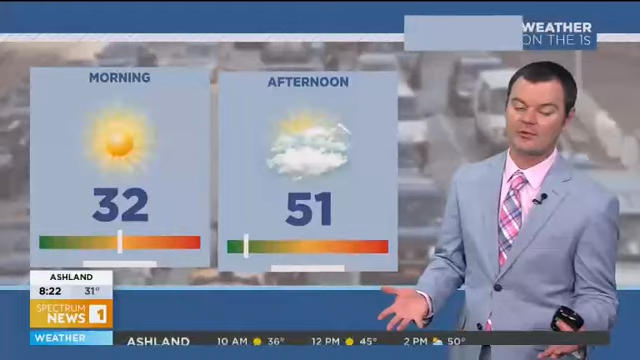 WEATHER
ON THE 1S
MORNING
AFTERNOON
32
51
ASHLAND
8:22 31°
SPECTRUM
NEWS 1
WEATHER
ASHLAND 10 AM 36° 12 PM 45° 2 PM 50°